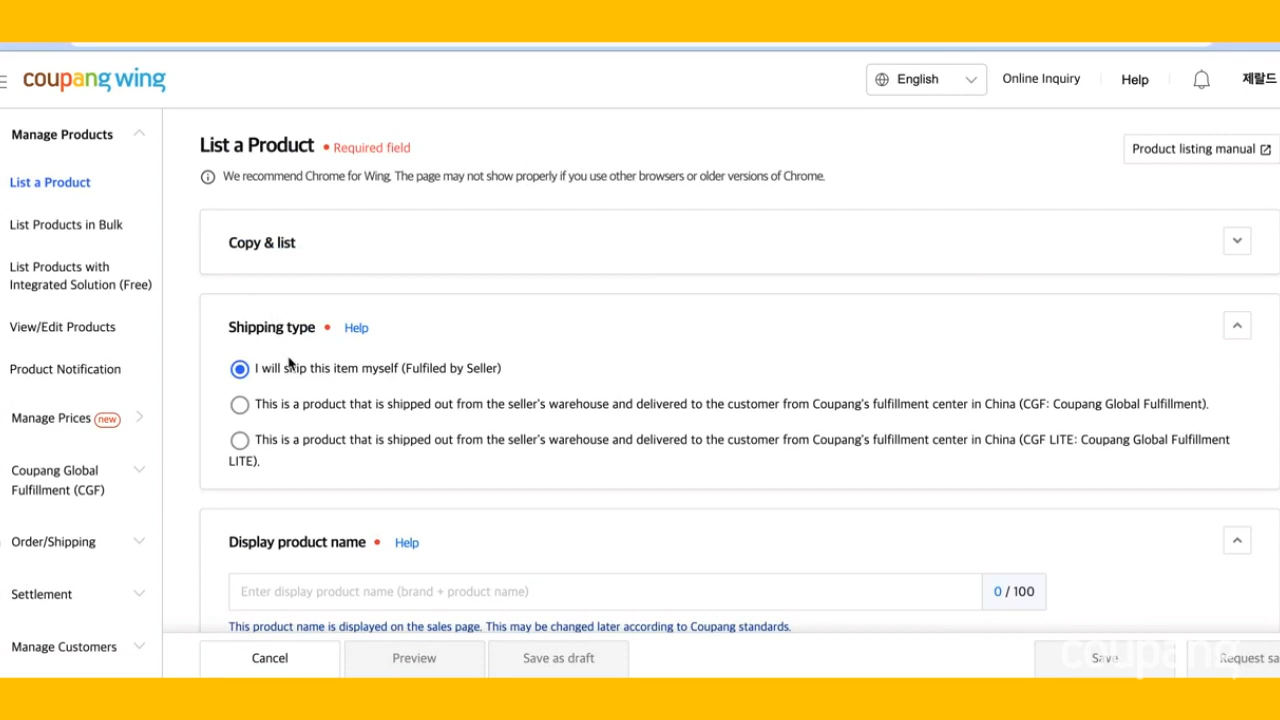 coupang wing
English
Online Inquiry
Help
제랄드
Manage Products
List a Product
List Products in Bulk
List Products with
Integrated Solution (Free)
View/Edit Products
Product Notification
Manage Prices new
Coupang Global
Fulfillment (CGF)
Order/Shipping
Settlement
Manage Customers
List a Product • Required field
Product listing manual
We recommend Chrome for Wing. The page may not show properly if you use other browsers or older versions of Chrome.
Copy & list
Shipping type • Help
I will ship this item myself (Fulfiled by Seller)
This is a product that is shipped out from the seller's warehouse and delivered to the customer from Coupang's fulfillment center in China (CGF: Coupang Global Fulfillment).
This is a product that is shipped out from the seller's warehouse and delivered to the customer from Coupang's fulfillment center in China (CGF LITE: Coupang Global Fulfillment
LITE).
Display product name • Help
Enter display product name (brand + product name)
0 / 100
This product name is displayed on the sales page. This may be changed later according to Coupang standards.
Cancel
Preview
Save as draft
Save
Request sa
coupang